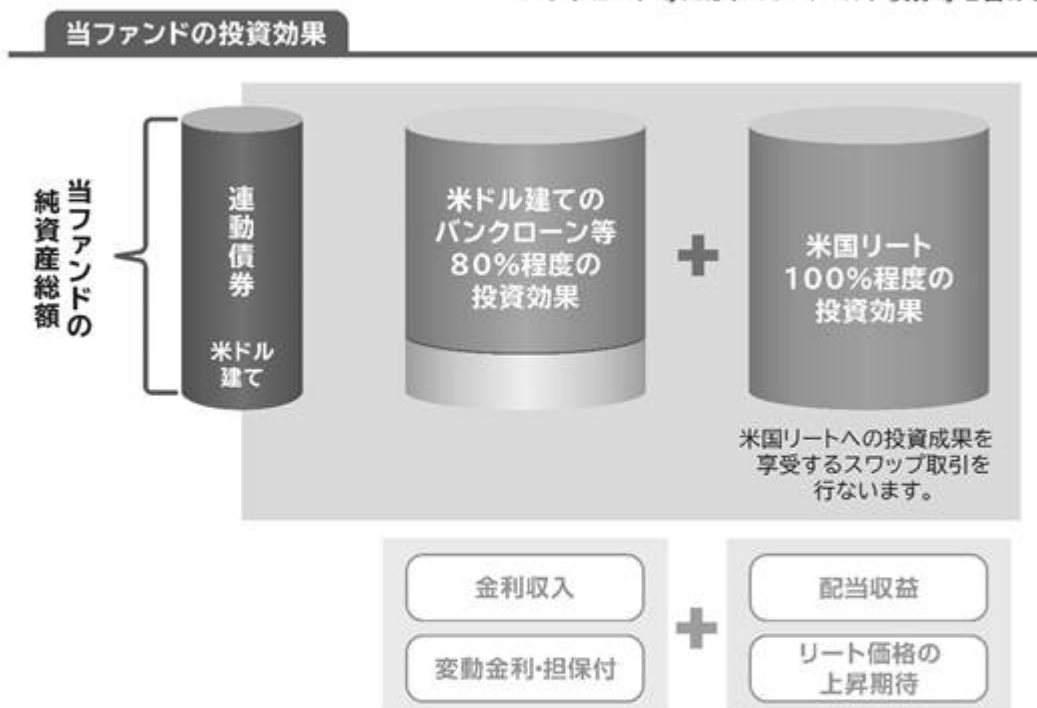 当ファンドの投資効果
当ファンドの
純資産総額
連動債券
米ドル
建て
米ドル建ての
バンクローン等
80%程度の
投資効果
+
米国リート
100%程度の
投資効果
米国リートへの投資成果を
享受するスワップ取引を
行ないます。
金利収入
変動金利・担保付
+
配当収益
リート価格の
上昇期待